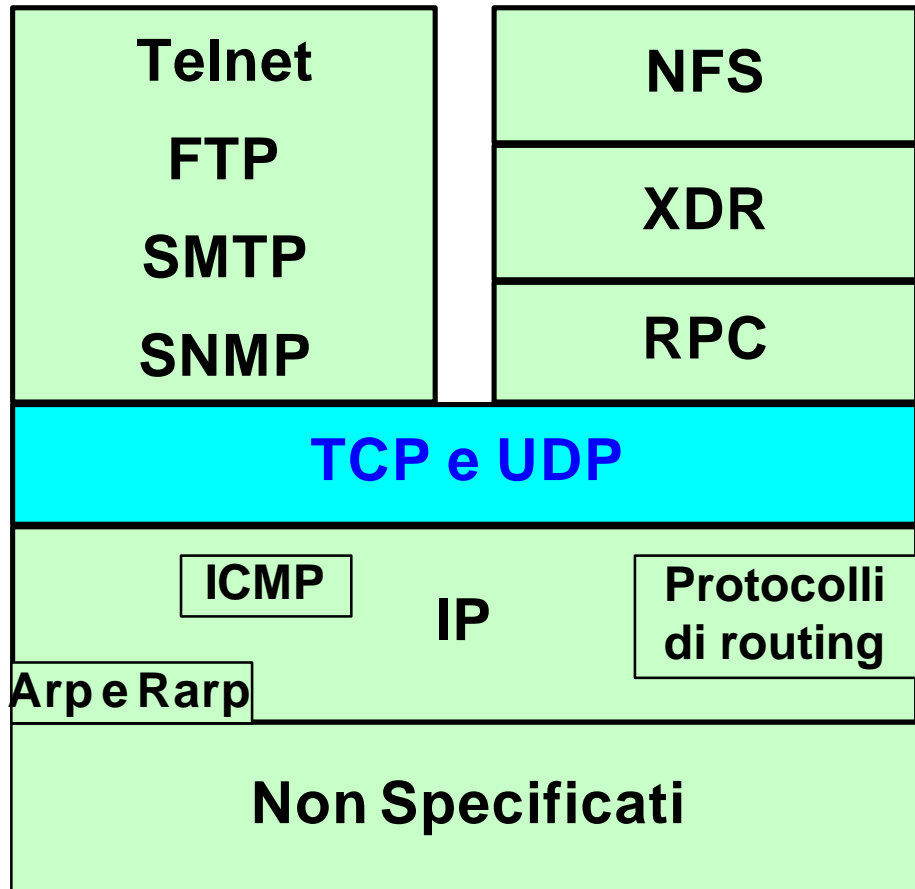 Telnet
FTP
SMTP
SNMP
NFS
XDR
RPC
TCP e UDP
ICMP
IP
Protocolli
di routing
Arp e Rarp
Non Specificati